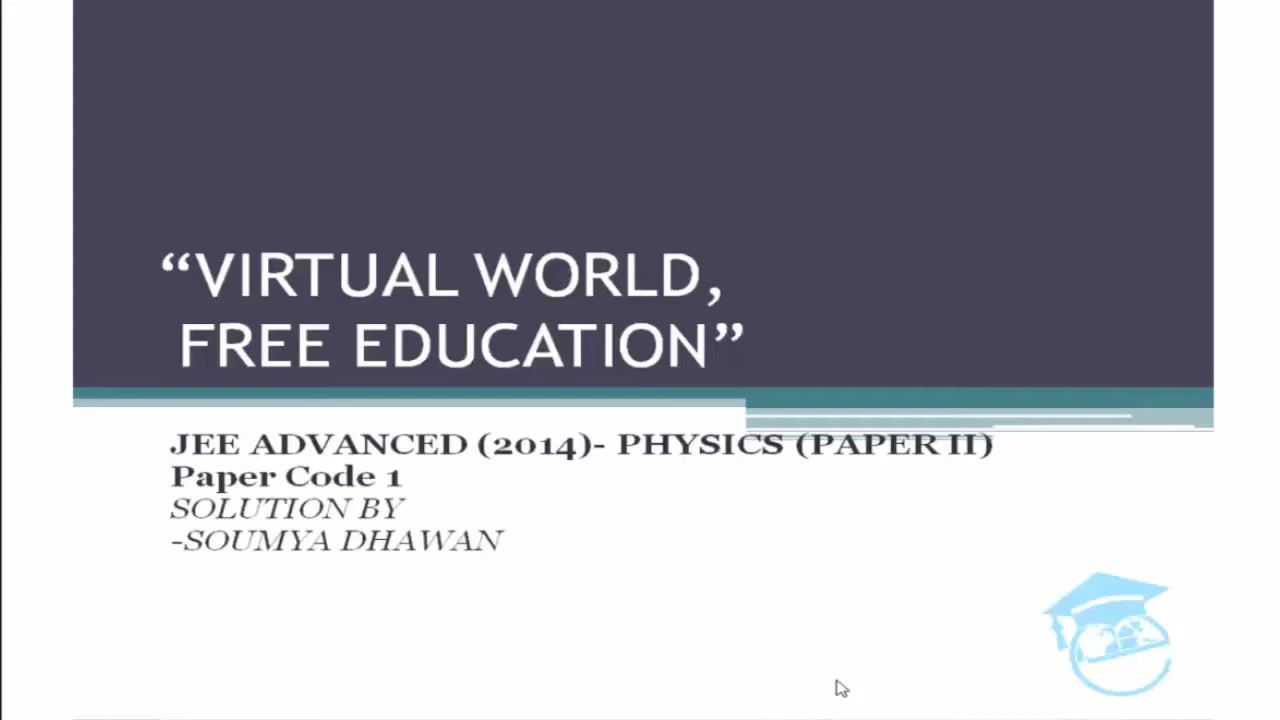 “VIRTUAL WORLD,
FREE EDUCATION”
JEE ADVANCED (2014)- PHYSICS (PAPER II)
Paper Code 1
SOLUTION BY
-SOUMYA DHAWAN